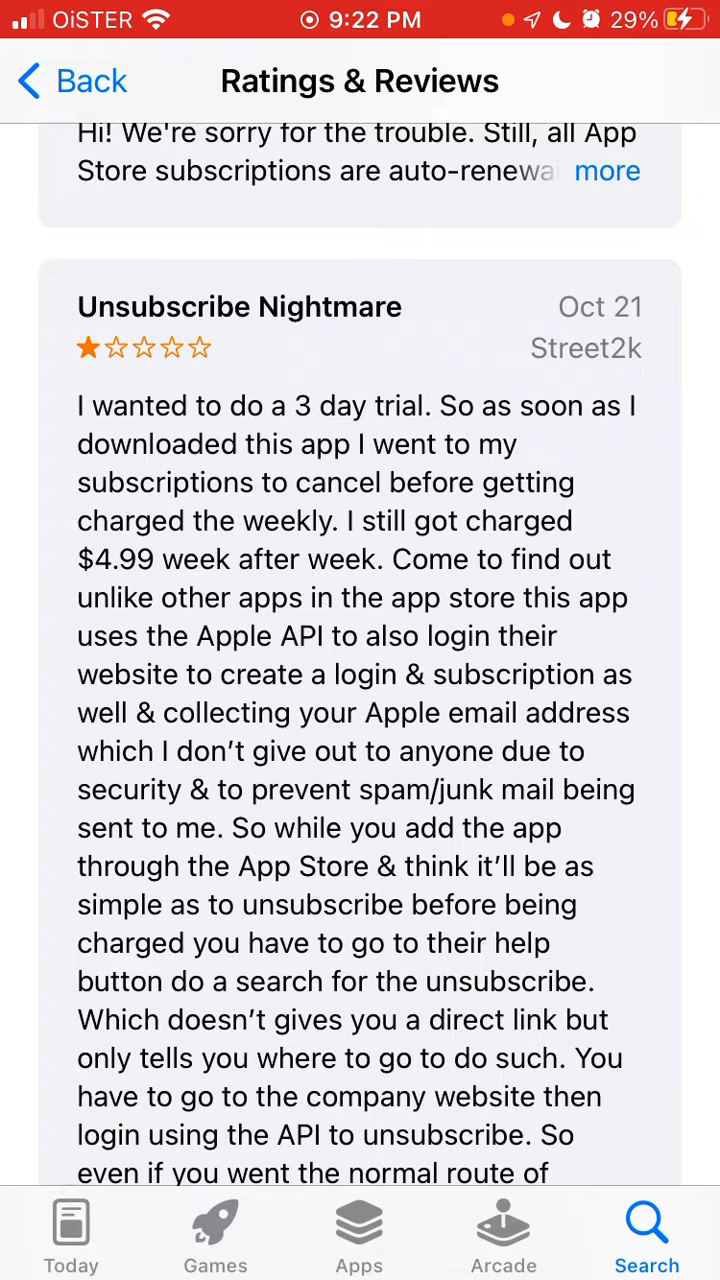 OiSTER 9:22 PM 29%
Back Ratings & Reviews
Hi! We're sorry for the trouble. Still, all App
Store subscriptions are auto-renewa more
Unsubscribe Nightmare Oct 21
Street2k
I wanted to do a 3 day trial. So as soon as I
downloaded this app I went to my
subscriptions to cancel before getting
charged the weekly. I still got charged
$4.99 week after week. Come to find out
unlike other apps in the app store this app
uses the Apple API to also login their
website to create a login & subscription as
well & collecting your Apple email address
which I don’t give out to anyone due to
security & to prevent spam/junk mail being
sent to me. So while you add the app
through the App Store & think it’ll be as
simple as to unsubscribe before being
charged you have to go to their help
button do a search for the unsubscribe.
Which doesn’t gives you a direct link but
only tells you where to go to do such. You
have to go to the company website then
login using the API to unsubscribe. So
even if you went the normal route of
Today Games Apps Arcade Search